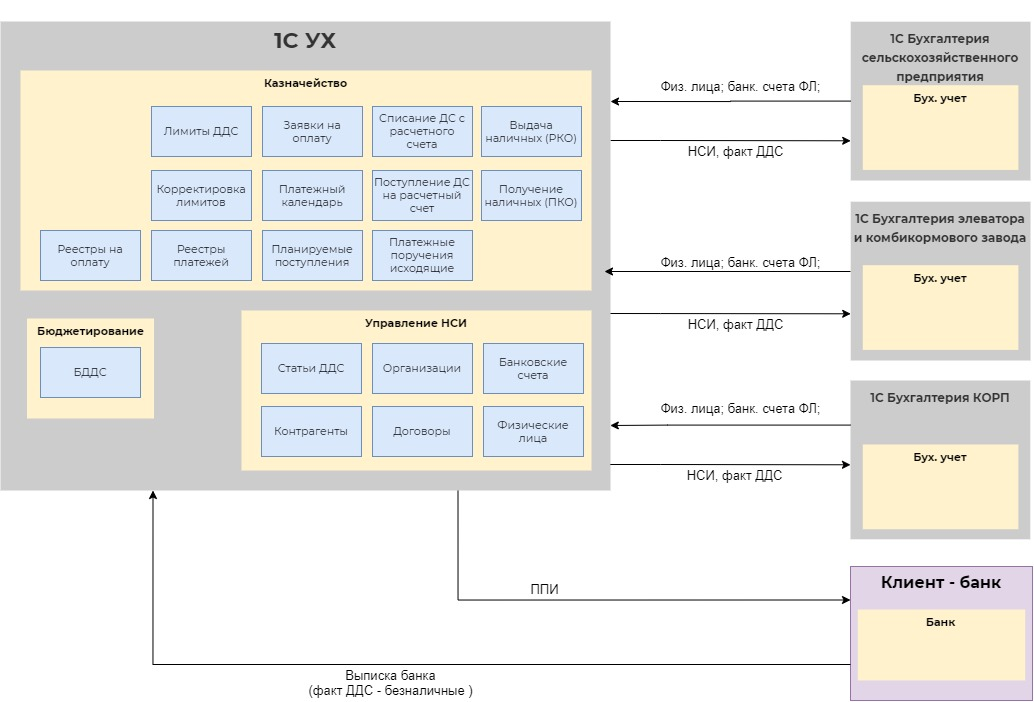 1С УХ
Казначейство
Лимиты ДДС
Заявки на
оплату
Списание ДС с
расчетного
счета
Выдача
наличных (РКО)
Корректировка
лимитов
Платежный
календарь
Поступление ДС
на расчетный
счет
Получение
наличных (ПКО)
Реестры на
оплату
Реестры
платежей
Планируемые
поступления
Платежные
поручения
исходящие
Бюджетирование
БДДС
Управление НСИ
Статьи ДДС
Организации
Банковские
счета
Контрагенты
Договоры
Физические
лица
Физ. лица; банк. счета ФЛ;
НСИ, факт ДДС
1С Бухгалтерия
сельскохозяйственного
предприятия
Бух. учет
Физ. лица; банк. счета ФЛ;
НСИ, факт ДДС
1С Бухгалтерия элеватора
и комбикормового завода
Бух. учет
Физ. лица; банк. счета ФЛ;
НСИ, факт ДДС
1С Бухгалтерия КОРП
Бух. учет
ППИ
Клиент - банк
Банк
Выписка банка
(факт ДДС - безналичные )